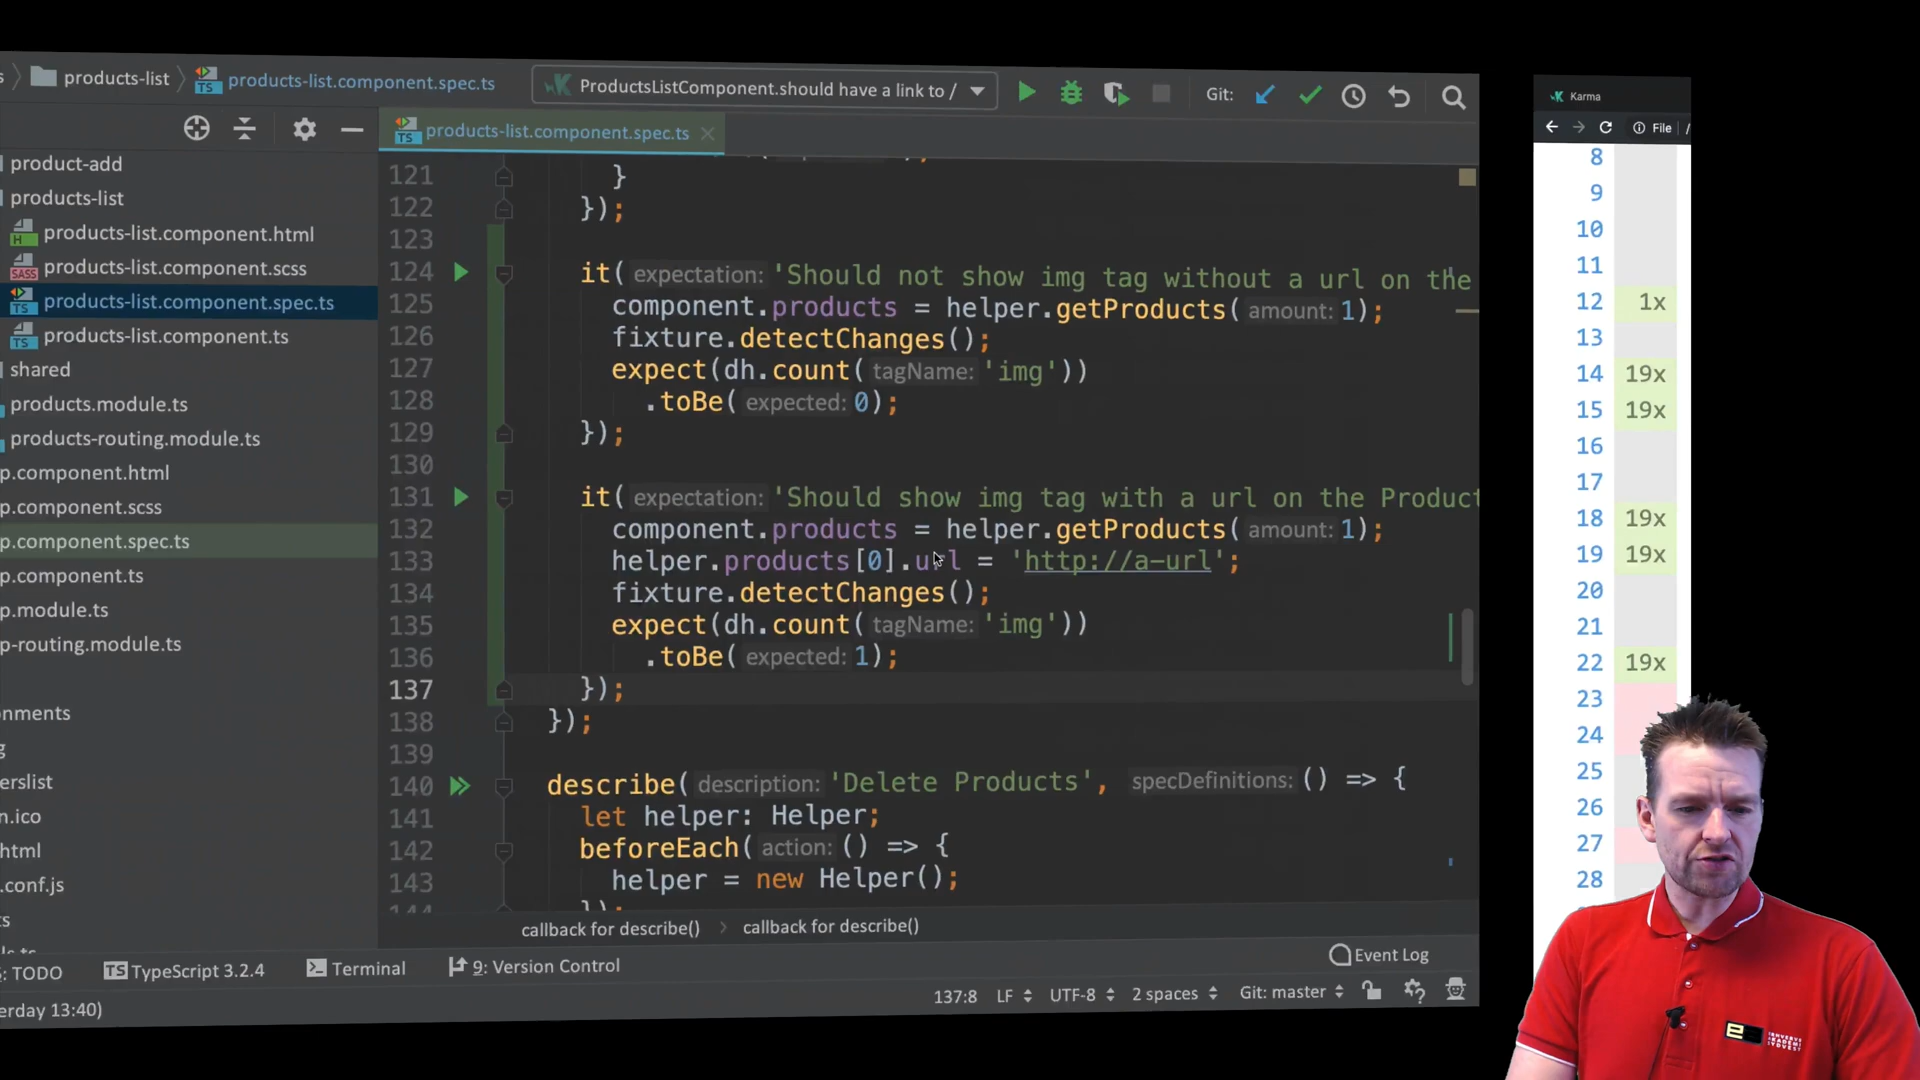 s products-list products-list.component.spec.ts ProductsListComponent.should have a link to / Git:
products-list.component.spec.ts
product-add
products-list
products-list.component.html
products-list.component.scss
products-list.component.spec.ts
products-list.component.ts
shared
products.module.ts
products-routing.module.ts
p.component.html
p.component.scss
p.component.spec.ts
p.component.ts
p.module.ts
p-routing.module.ts
nments
g
erslist
n.ico
html
.conf.js
ts
121 }
122 });
123
124 it( expectation: 'Should not show img tag without a url on the
125 component.products = helper.getProducts( amount: 1);
126 fixture.detectChanges();
127 expect(dh.count( tagName: 'img'))
128 .toBe( expected: 0);
129 });
130
131 it( expectation: 'Should show img tag with a url on the Product
132 component.products = helper.getProducts( amount: 1);
133 helper.products[0].url = 'http://a-url';
134 fixture.detectChanges();
135 expect(dh.count( tagName: 'img'))
136 .toBe( expected: 1);
137 });
138 });
139
140 describe( description: 'Delete Products', specDefinitions: () => {
141 let helper: Helper;
142 beforeEach( action: () => {
143 helper = new Helper();
144 });
callback for describe() callback for describe()
: TODO TS TypeScript 3.2.4 Terminal 9: Version Control Event Log
erday 13:40) 137:8 LF UTF-8 2 spaces Git: master
Karma
File /
8
9
10
11
12 1x
13
14 19x
15 19x
16
17
18 19x
19 19x
20
21
22 19x
23
24
25
26
27
28